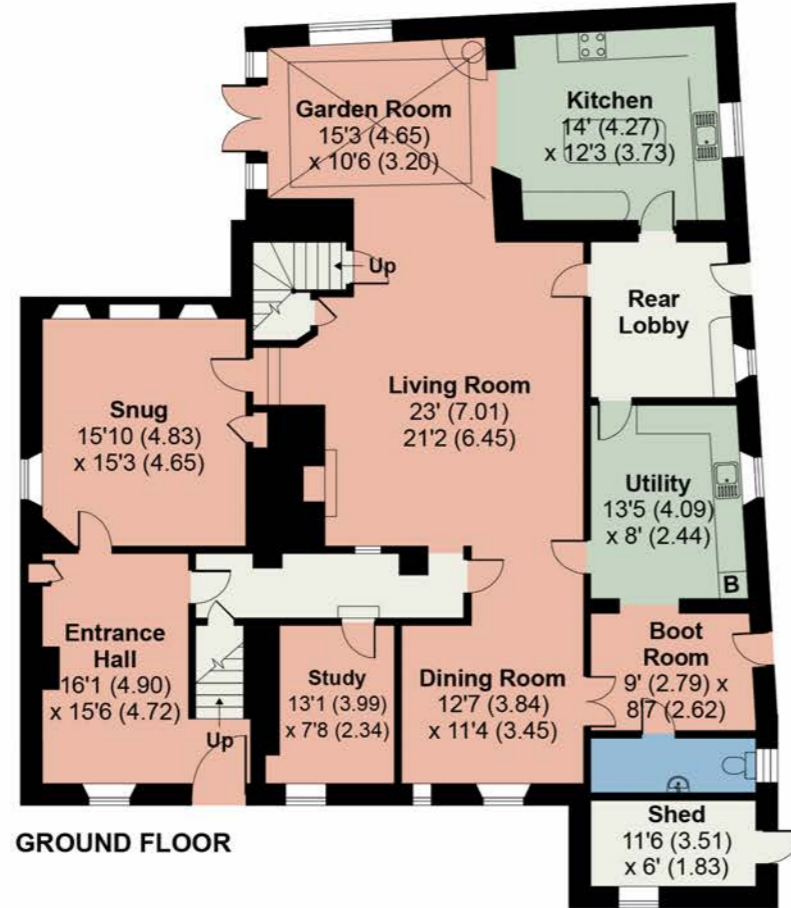 Garden Room
15'3 (4.65)
x 10'6 (3.20)
Kitchen
14' (4.27)
x 12'3 (3.73)
Up
Rear
Lobby
Living Room
23' (7.01)
21'2 (6.45)
Snug
15'10 (4.83)
x 15'3 (4.65)
Utility
13'5 (4.09)
x 8' (2.44)
B
Entrance
Hall
16'1 (4.90)
x 15'6 (4.72)
Up
Study
13'1 (3.99)
x 7'8 (2.34)
Dining Room
12'7 (3.84)
x 11'4 (3.45)
Boot
Room
9' (2.79) x
8'7 (2.62)
Shed
11'6 (3.51)
x 6' (1.83)
GROUND FLOOR